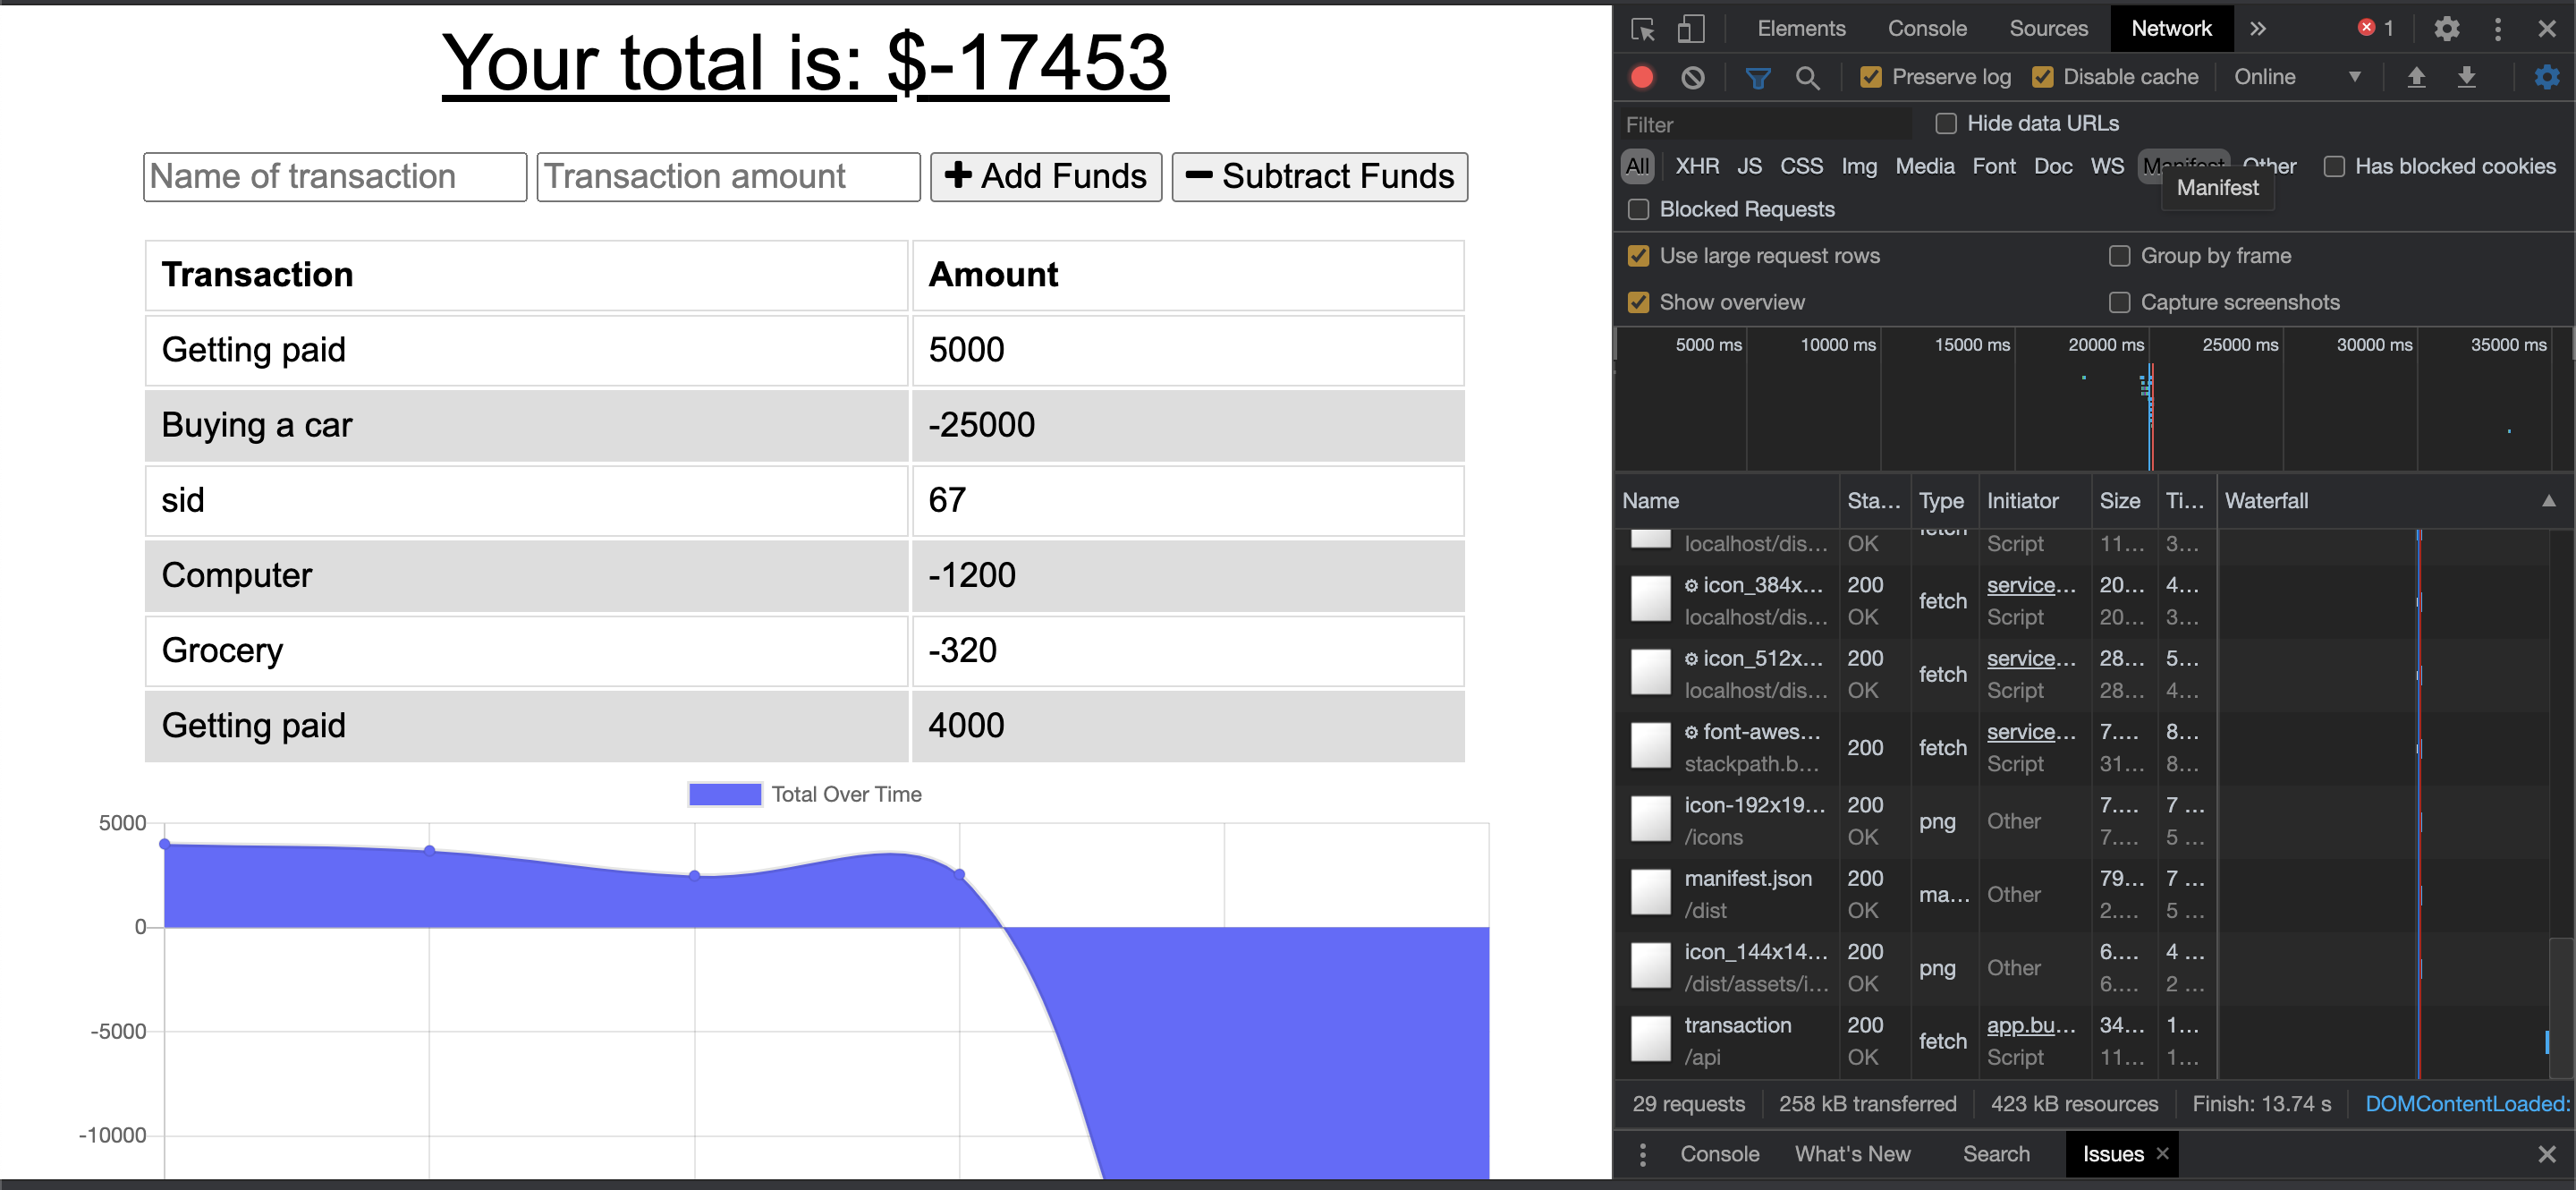 Your total is: $-17453
Name of transaction Transaction amount Add Funds Subtract Funds
Transaction Amount
Getting paid 5000
Buying a car -25000
sid 67
Computer -1200
Grocery -320
Getting paid 4000
Total Over Time
5000
0
-5000
-10000
Elements Console Sources Network » 1
Preserve log Disable cache Online
Filter Hide data URLs
All XHR JS CSS Img Media Font Doc WS Manifest Other Has blocked cookies
Manifest
Blocked Requests
Use large request rows Group by frame
Show overview Capture screenshots
5000 ms 10000 ms 15000 ms 20000 ms 25000 ms 30000 ms 35000 ms
Name Sta... Type Initiator Size Ti... Waterfall
localhost/dis... OK fetch Script 11... 3...
icon_384x... 200 fetch service... 20... 4...
localhost/dis... OK Script 20... 3...
icon_512x... 200 fetch service... 28... 5...
localhost/dis... OK Script 28... 4...
font-awes... 200 fetch service... 7.... 8...
stackpath.b... Script 31... 8...
icon-192x19... 200 png Other 7.... 7 ...
/icons OK 7.... 5 ...
manifest.json 200 ma... Other 79... 7 ...
/dist OK 2.... 5 ...
icon_144x14... 200 png Other 6.... 4 ...
/dist/assets/i... OK 6.... 2 ...
transaction 200 fetch app.bu... 34... 1...
/api OK Script 11... 1...
29 requests 258 kB transferred 423 kB resources Finish: 13.74 s DOMContentLoaded:
Console What's New Search Issues ×